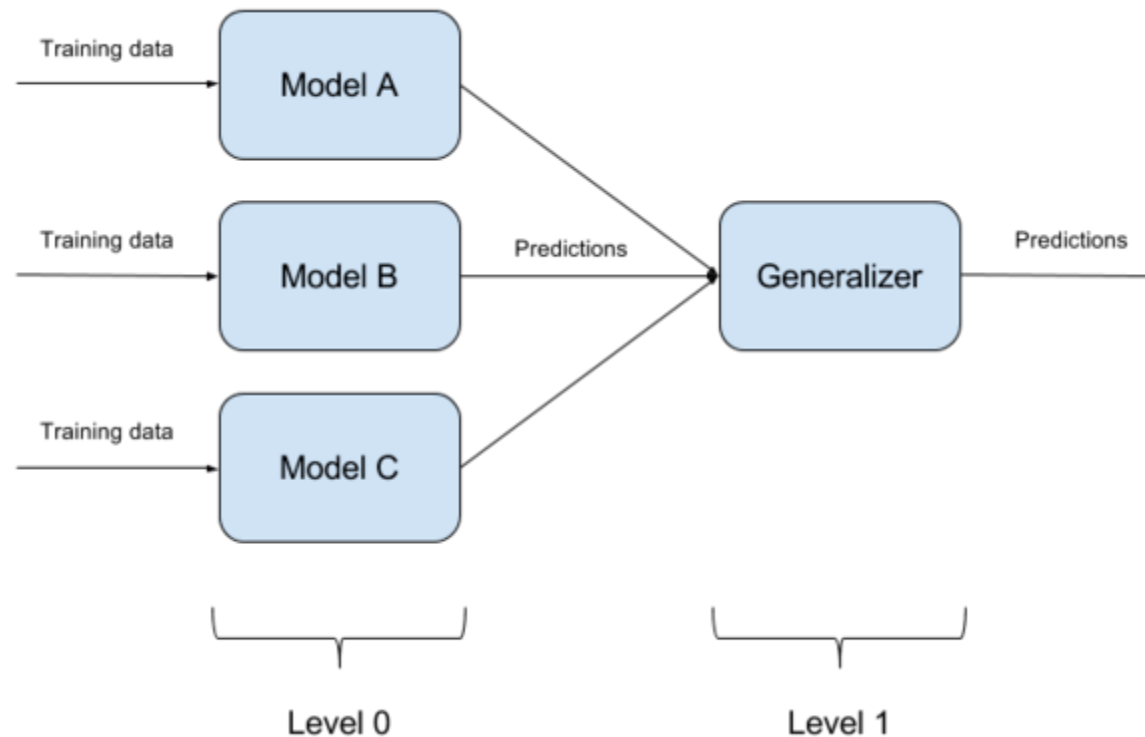 Training data
Model A
Training data
Model B
Predictions
Generalizer
Predictions
Training data
Model C
Level 0
Level 1